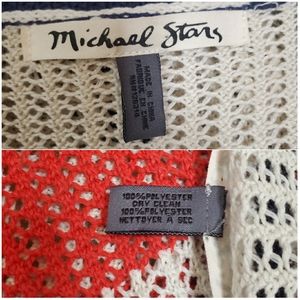 Michael Stars
MADE IN CHINA
FABRIQUE EN CHINE
100%POLYESTER
DRY CLEAN
100%POLYESTER
NETTOYER A SEC